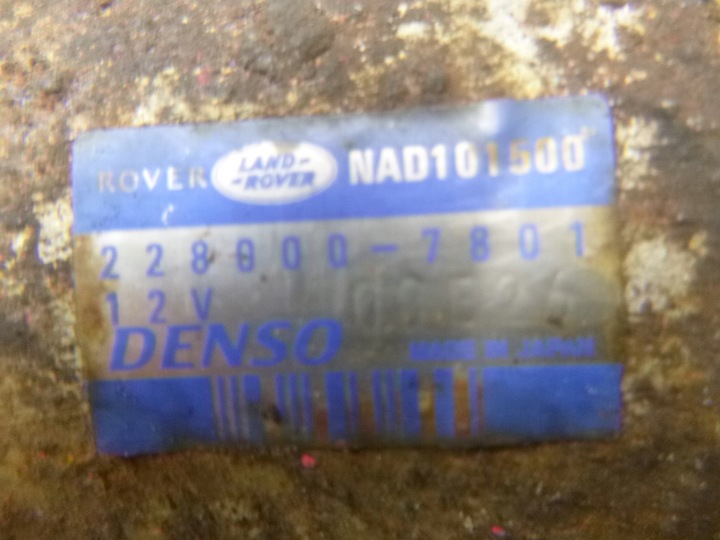 ROVER LAND-
-ROVER NAD101500
228000-7801
12V
DENSO MADE IN JAPAN